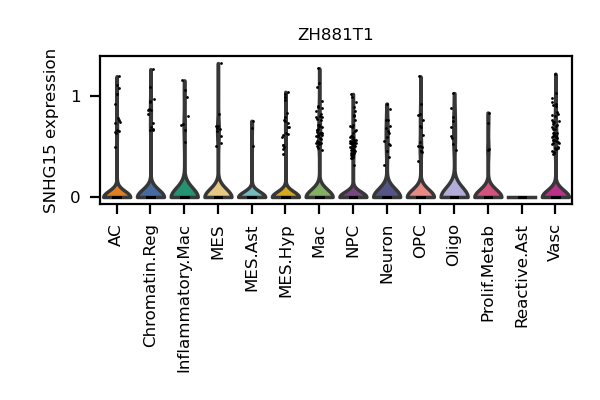 ZH881T1
SNHG15 expression
1
0
AC
Chromatin.Reg
Inflammatory.Mac
MES
MES.Ast
MES.Hyp
Mac
NPC
Neuron
OPC
Oligo
Prolif.Metab
Reactive.Ast
Vasc